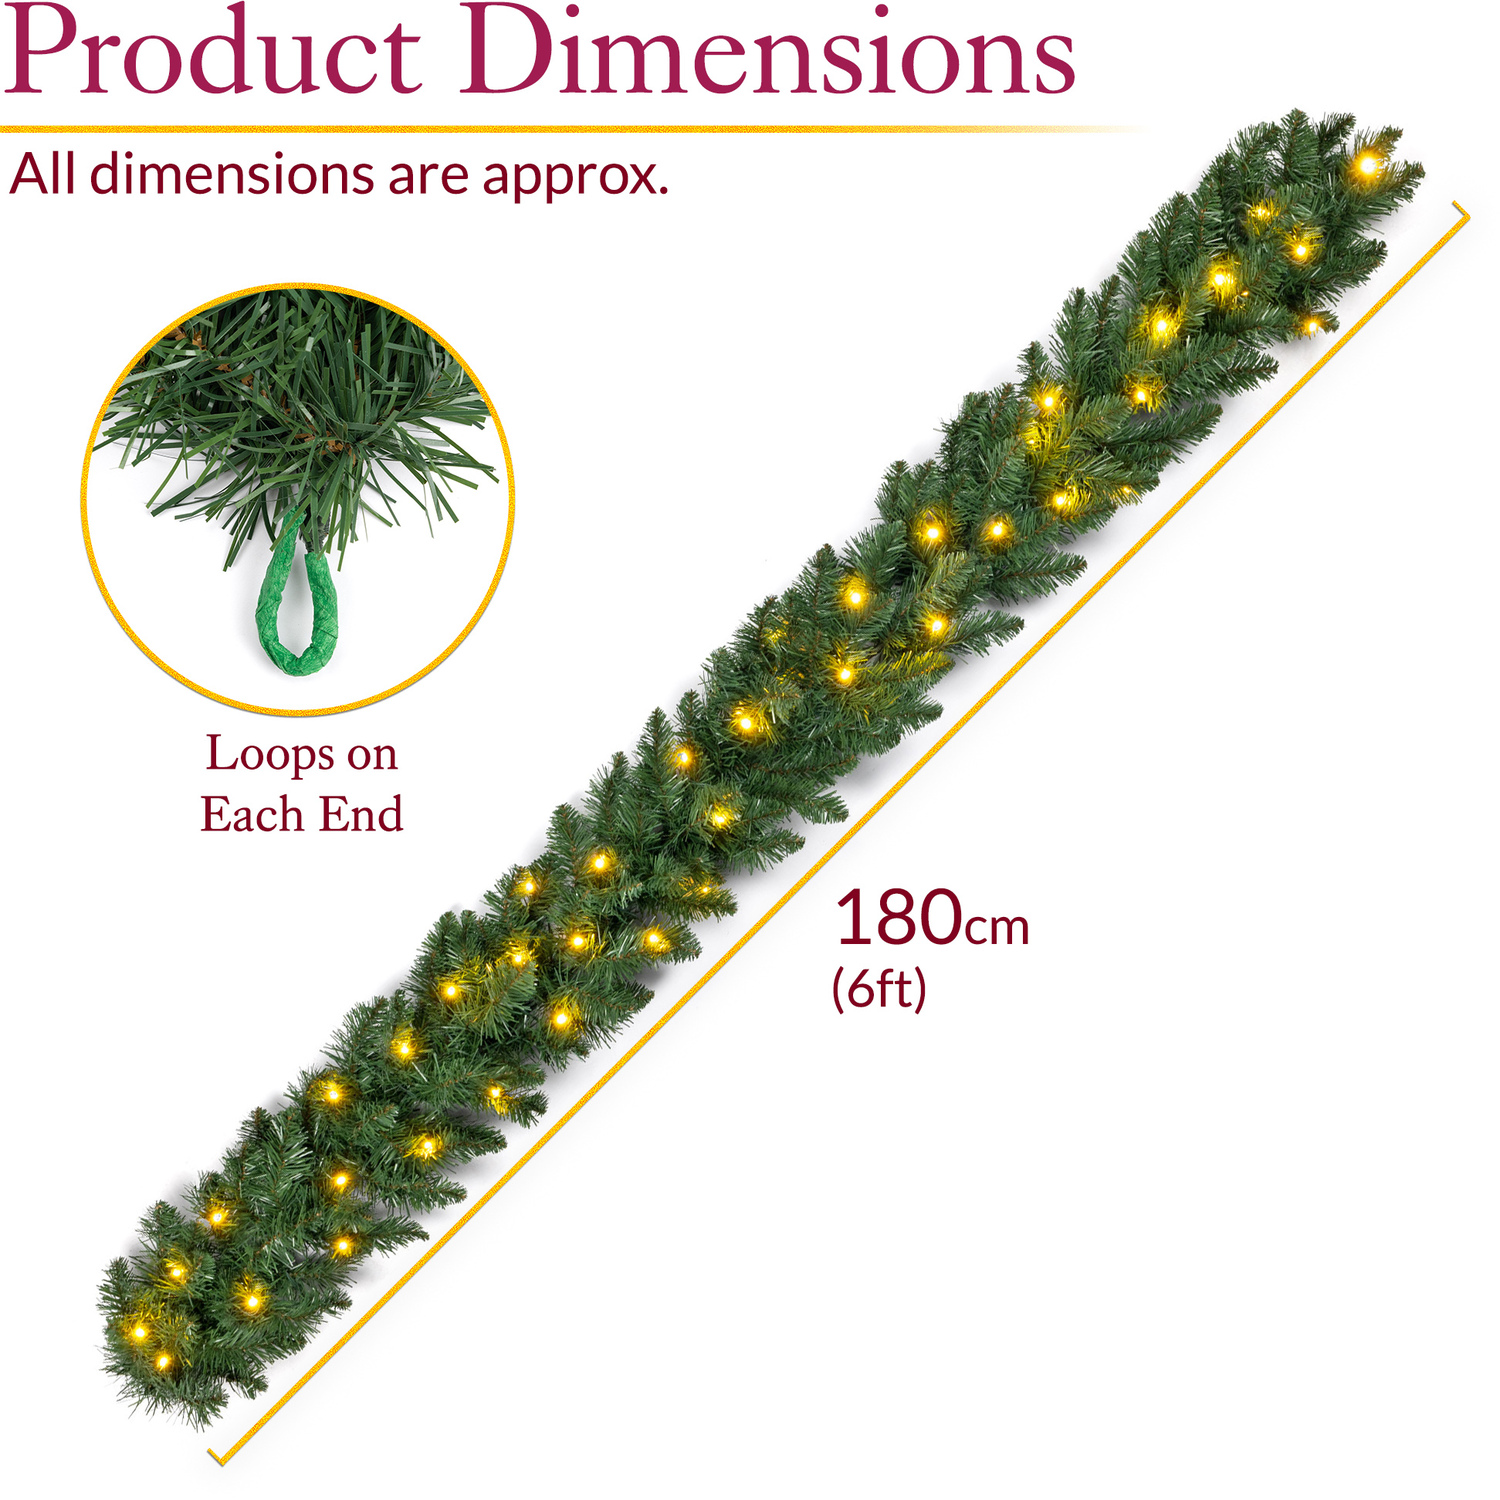 Product Dimensions
All dimensions are approx.
Loops on
Each End
180cm
(6ft)